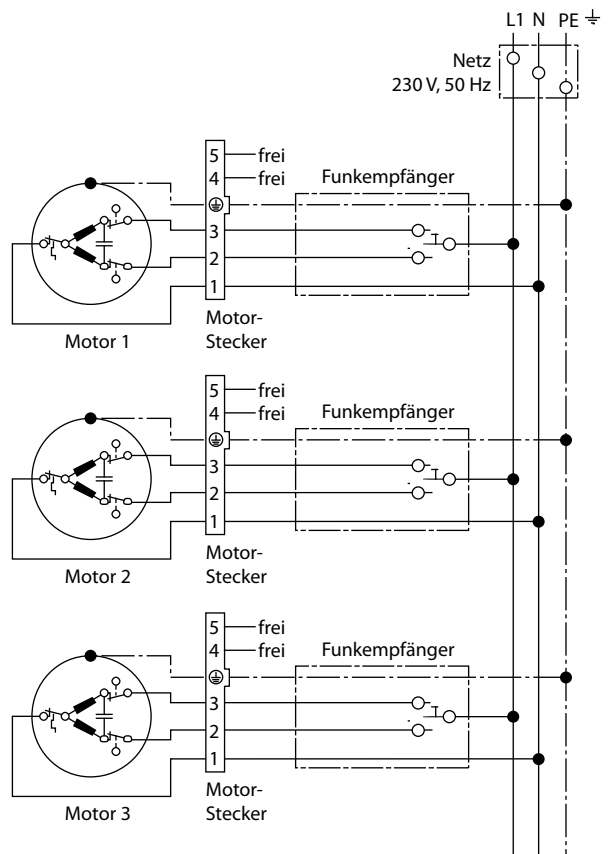 L1 N PE
Netz
230 V, 50 Hz
5 frei
4 frei
Funkempfänger
3
2
1
Motor 1
Motor-
Stecker
5 frei
4 frei
Funkempfänger
3
2
1
Motor 2
Motor-
Stecker
5 frei
4 frei
Funkempfänger
3
2
1
Motor 3
Motor-
Stecker